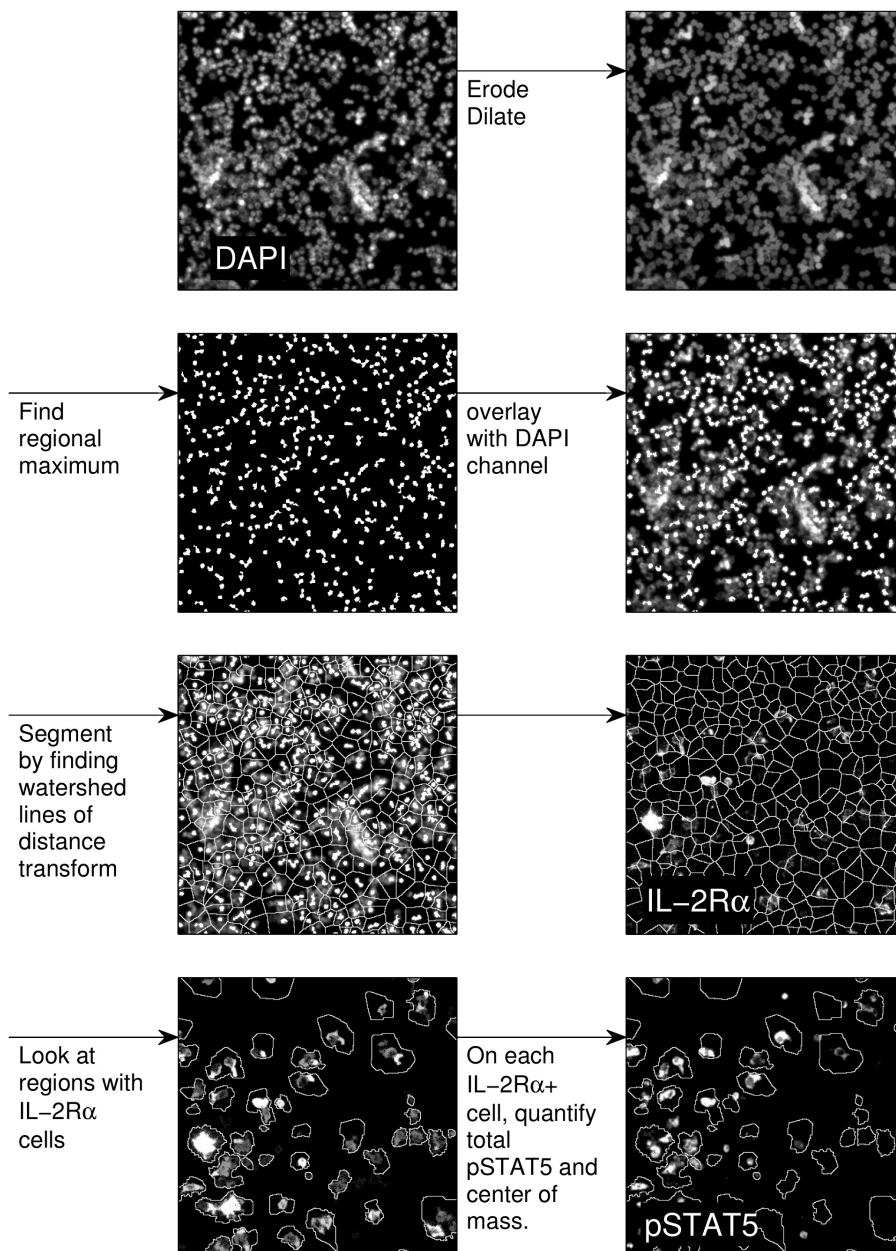 Erode
Dilate
DAPI
Find
regional
maximum
overlay
with DAPI
channel
Segment
by finding
watershed
lines of
distance
transform
IL−2Rα
Look at
regions with
IL−2Rα
cells
On each
IL−2Rα+
cell, quantify
total
pSTAT5 and
center of
mass.
pSTAT5